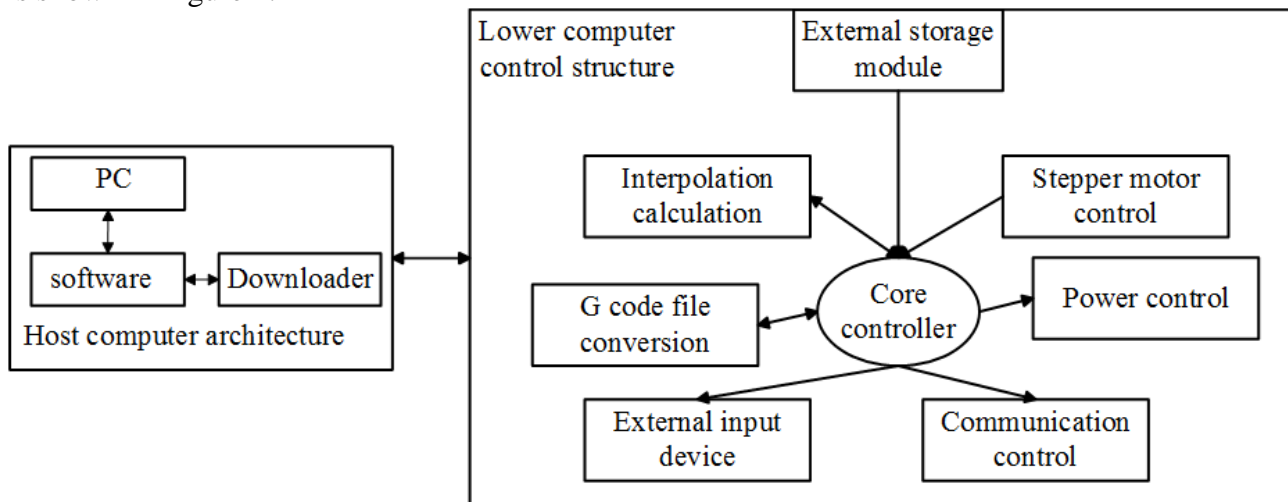 Lower computer
control structure
External storage
module
PC
software
Downloader
Host computer architecture
Interpolation
calculation
Stepper motor
control
G code file
conversion
Core
controller
Power control
External input
device
Communication
control